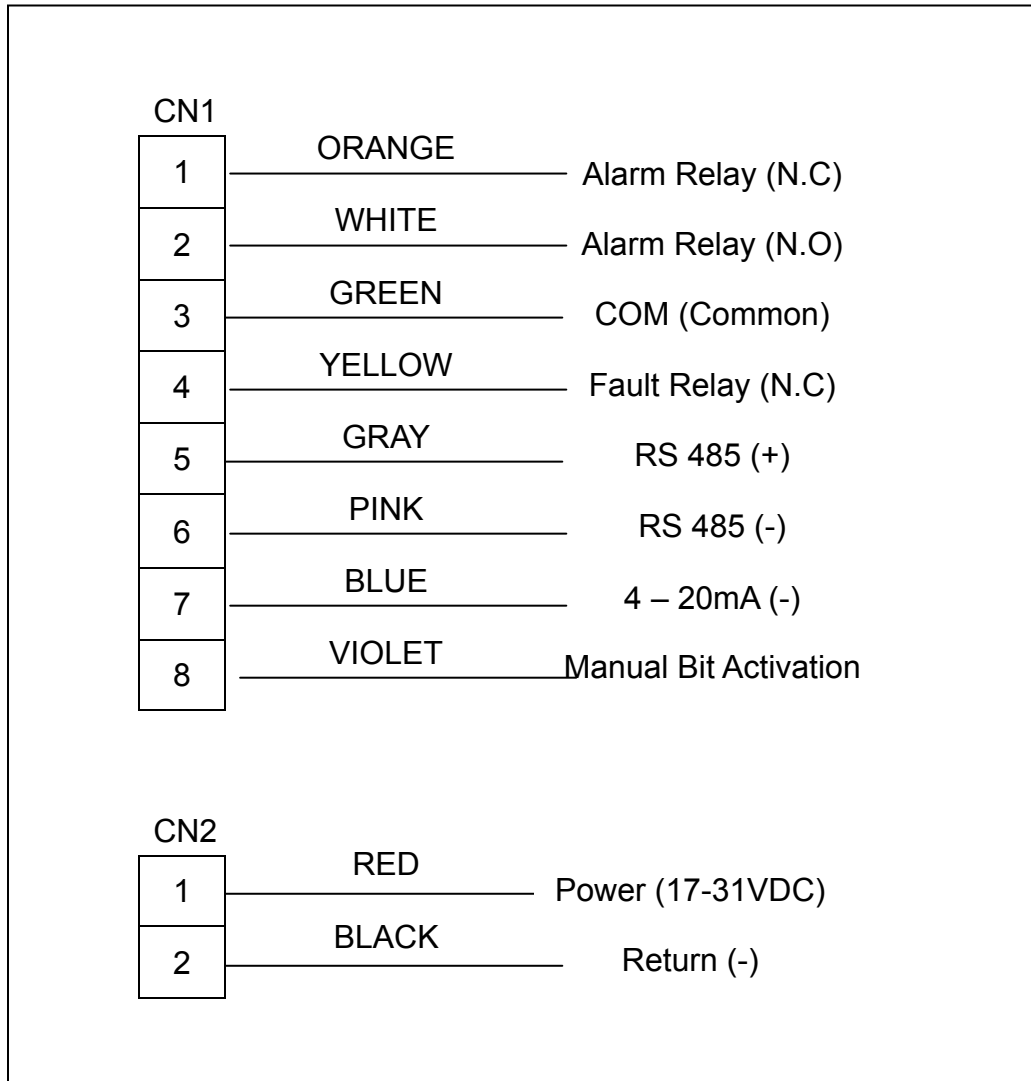 CN1
1 ORANGE Alarm Relay (N.C)
2 WHITE Alarm Relay (N.O)
3 GREEN COM (Common)
4 YELLOW Fault Relay (N.C)
5 GRAY RS 485 (+)
6 PINK RS 485 (-)
7 BLUE 4 – 20mA (-)
8 VIOLET Manual Bit Activation
CN2
1 RED Power (17-31VDC)
2 BLACK Return (-)